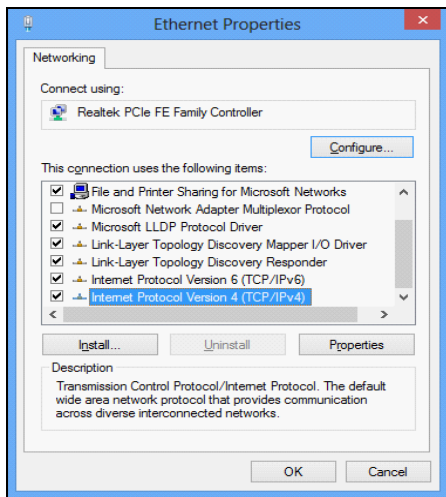 Ethernet Properties
Networking
Connect using:
Realtek PCIe FE Family Controller
Configure...
This connection uses the following items:
File and Printer Sharing for Microsoft Networks
Microsoft Network Adapter Multiplexor Protocol
Microsoft LLDP Protocol Driver
Link-Layer Topology Discovery Mapper I/O Driver
Link-Layer Topology Discovery Responder
Internet Protocol Version 6 (TCP/IPv6)
Internet Protocol Version 4 (TCP/IPv4)
Install... Uninstall Properties
Description
Transmission Control Protocol/Internet Protocol. The default
wide area network protocol that provides communication
across diverse interconnected networks.
OK Cancel